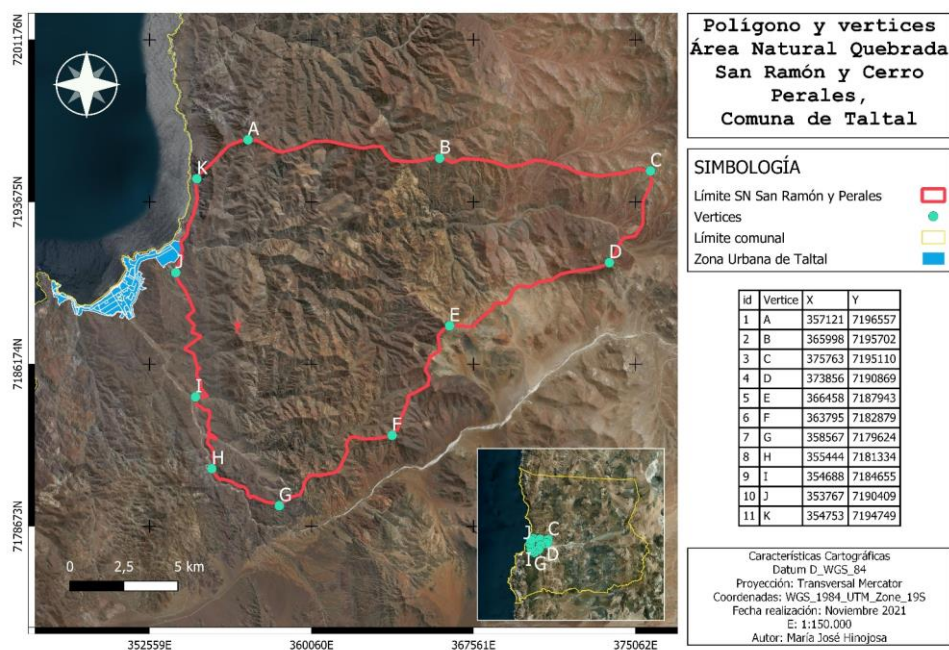 Polígono y vertices
Área Natural Quebrada
San Ramón y Cerro
Perales,
Comuna de Taltal
SIMBOLOGÍA
Límite SN San Ramón y Perales
Vertices
Límite comunal
Zona Urbana de Taltal
id Vertice X Y
1 A 357121 7196557
2 B 365998 7195702
3 C 375763 7195110
4 D 373856 7190869
5 E 366458 7187943
6 F 363795 7182879
7 G 358567 7179624
8 H 355444 7181334
9 I 354688 7184655
10 J 353767 7190409
11 K 354753 7194749
Características Cartográficas
Datum D_WGS_84
Proyección: Transversal Mercator
Coordenadas: WGS_1984_UTM_Zone_19S
Fecha realización: Noviembre 2021
E: 1:150.000
Autor: María José Hinojosa
7201176N
7193675N
7186174N
7178673N
352559E
360060E
367561E
375062E
A
B
C
K
D
J
E
I
F
H
G
0 2,5 5 km
J C
I G D